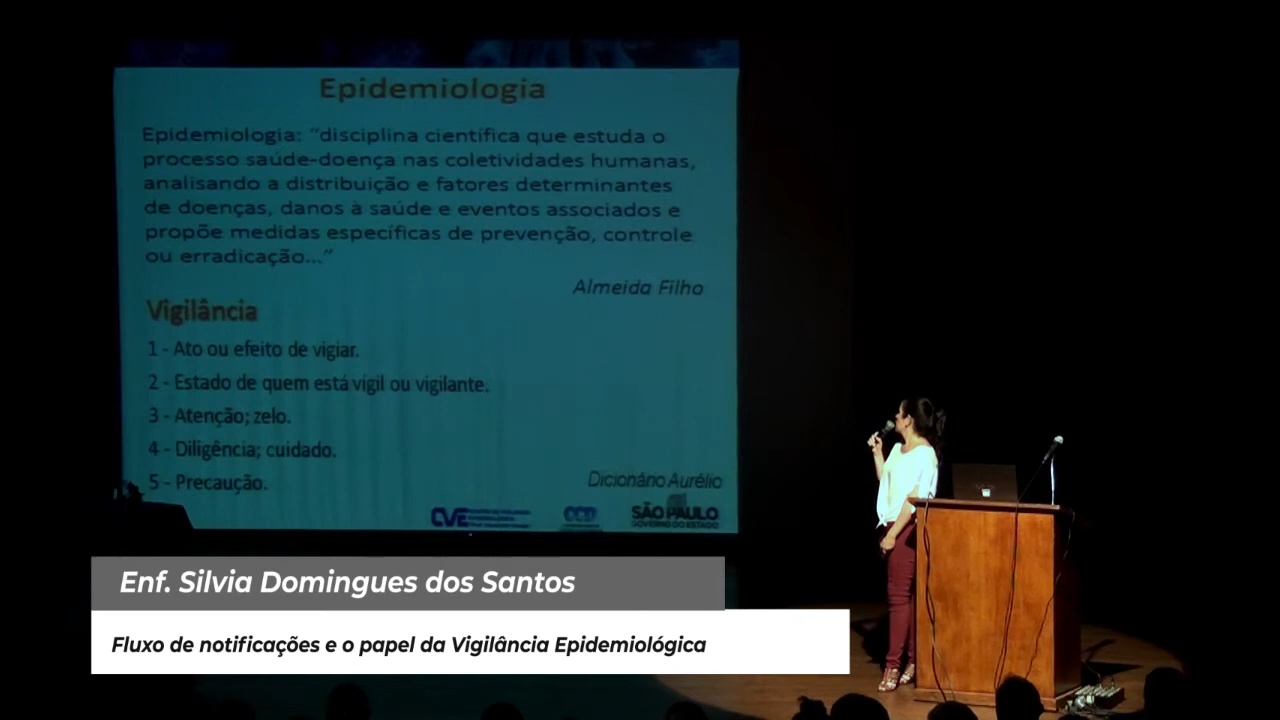 Epidemiologia
Epidemiologia: “disciplina científica que estuda o
processo saúde-doença nas coletividades humanas,
analisando a distribuição e fatores determinantes
de doenças, danos à saúde e eventos associados e
propõe medidas específicas de prevenção, controle
ou erradicação...”
Almeida Filho
Vigilância
1 - Ato ou efeito de vigiar.
2 - Estado de quem está vigil ou vigilante.
3 - Atenção; zelo.
4 - Diligência; cuidado.
5 - Precaução.
Dicionário Aurélio
CVE
CCD
SÃO PAULO
GOVERNO DO ESTADO
Enf. Silvia Domingues dos Santos
Fluxo de notificações e o papel da Vigilância Epidemiológica